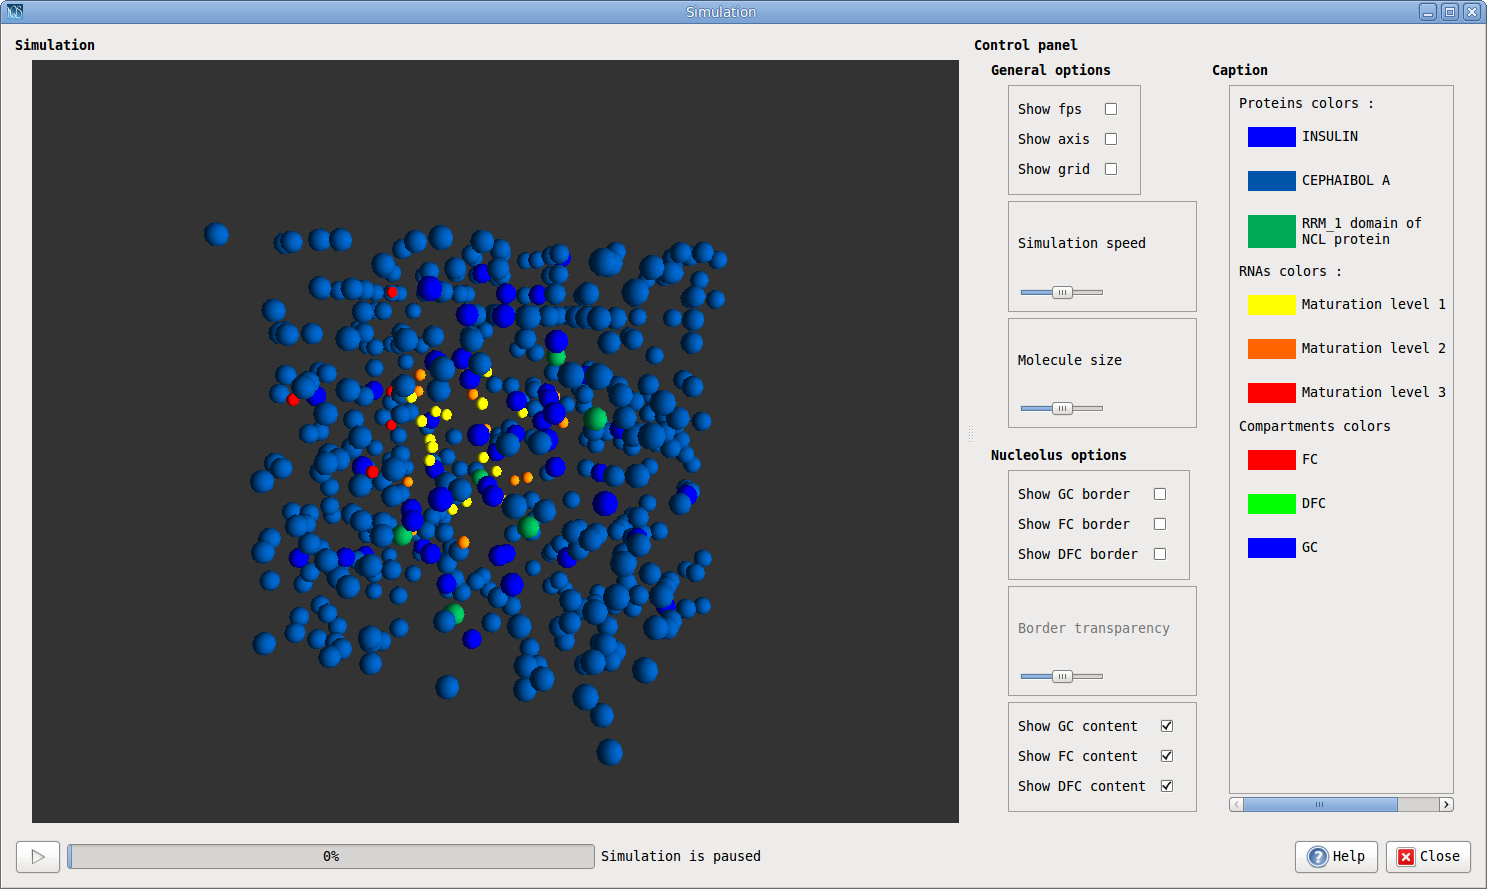 Simulation
Simulation
Control panel
General options
Show fps
Show axis
Show grid
Simulation speed
Molecule size
Nucleolus options
Show GC border
Show FC border
Show DFC border
Border transparency
Show GC content
Show FC content
Show DFC content
Caption
Proteins colors :
INSULIN
CEPHAIBOL A
RRM_1 domain of
NCL protein
RNAs colors :
Maturation level 1
Maturation level 2
Maturation level 3
Compartments colors
FC
DFC
GC
0%
Simulation is paused
Help
Close